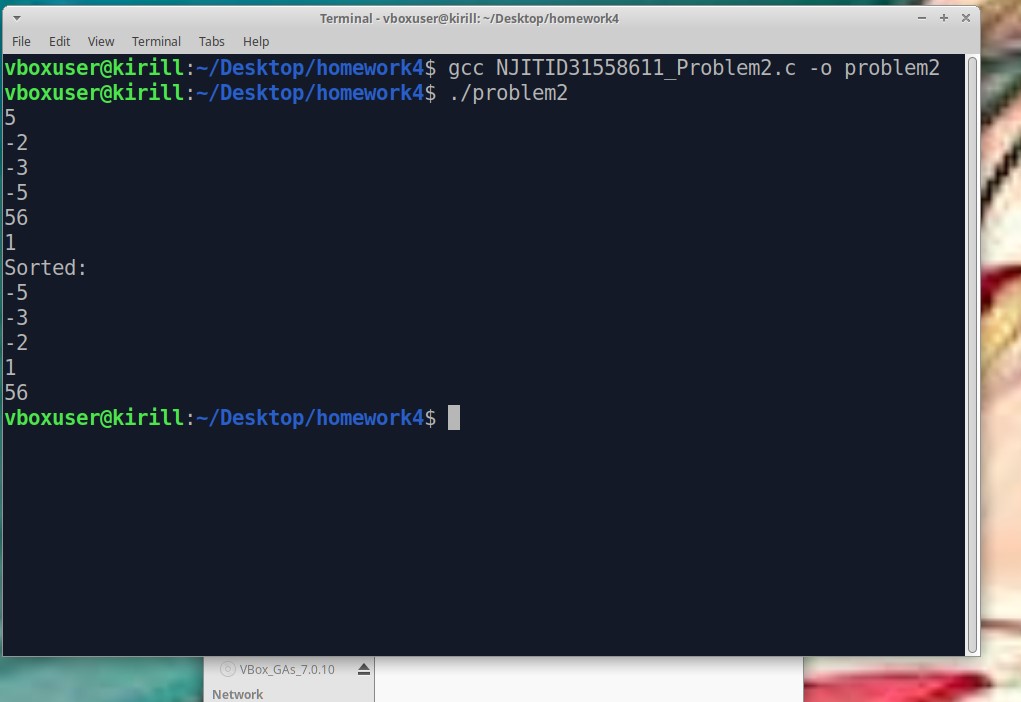 Terminal - vboxuser@kirill: ~/Desktop/homework4
File Edit View Terminal Tabs Help
vboxuser@kirill:~/Desktop/homework4$ gcc NJITID31558611_Problem2.c -o problem2
vboxuser@kirill:~/Desktop/homework4$ ./problem2
5
-2
-3
-5
56
1
Sorted:
-5
-3
-2
1
56
vboxuser@kirill:~/Desktop/homework4$
VBox_GAs_7.0.10
Network